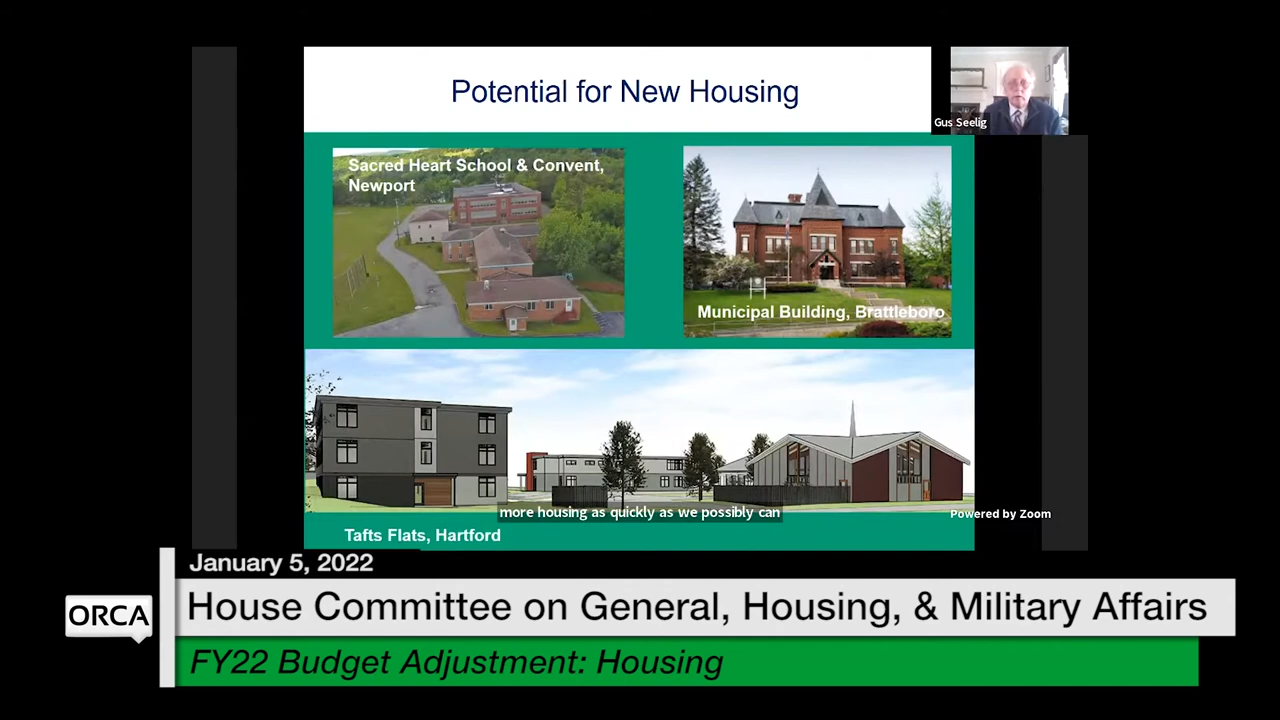 Potential for New Housing
Gus Seelig
Sacred Heart School & Convent,
Newport
Municipal Building, Brattleboro
more housing as quickly as we possibly can
Powered by Zoom
Tafts Flats, Hartford
January 5, 2022
ORCA
House Committee on General, Housing, & Military Affairs
FY22 Budget Adjustment: Housing